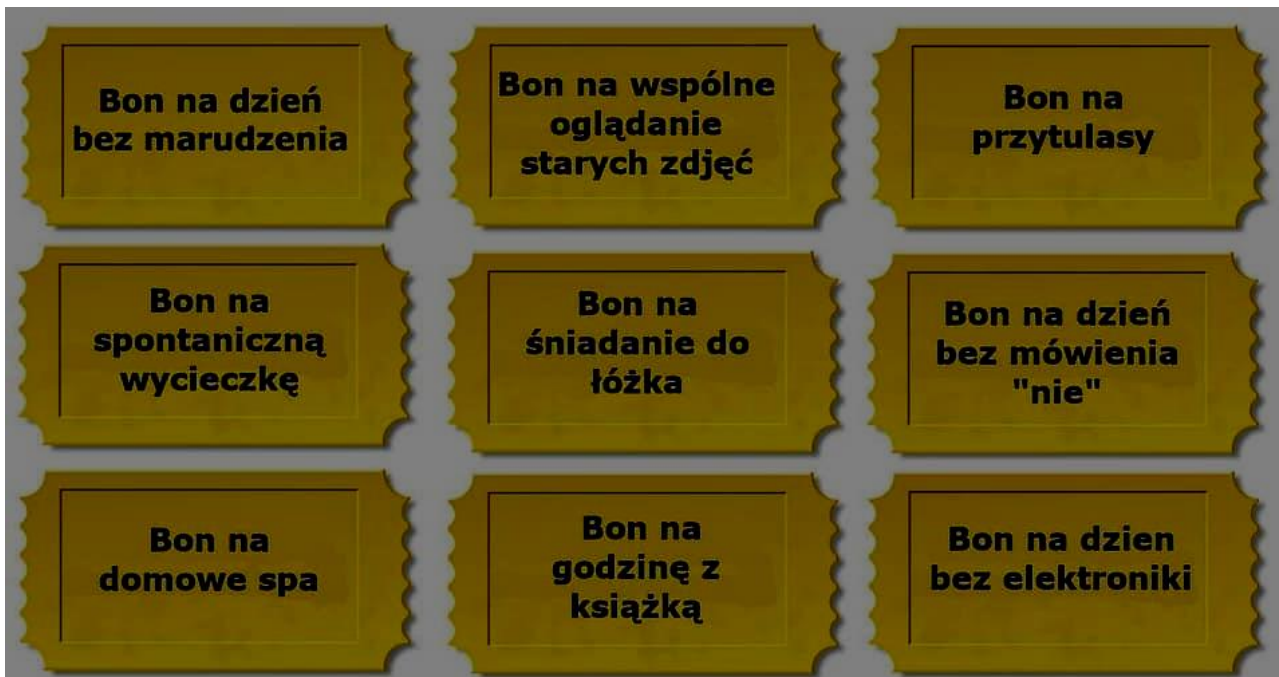 Bon na dzień
bez marudzenia
Bon na wspólne
oglądanie
starych zdjęć
Bon na
przytulasy
Bon na
spontaniczną
wycieczkę
Bon na
śniadanie do
łóżka
Bon na dzień
bez mówienia
"nie"
Bon na
domowe spa
Bon na
godzinę z
książką
Bon na dzien
bez elektroniki